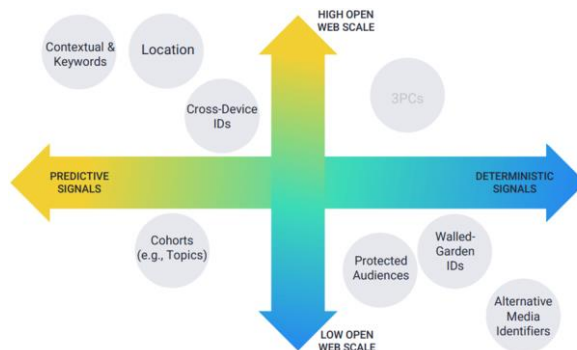 HIGH OPEN
WEB SCALE
Contextual &
Keywords
Location
Cross-Device
IDs
3PCs
PREDICTIVE
SIGNALS
DETERMINISTIC
SIGNALS
Cohorts
(e.g., Topics)
Protected
Audiences
Walled-
Garden
IDs
Alternative
Media
Identifiers
LOW OPEN
WEB SCALE